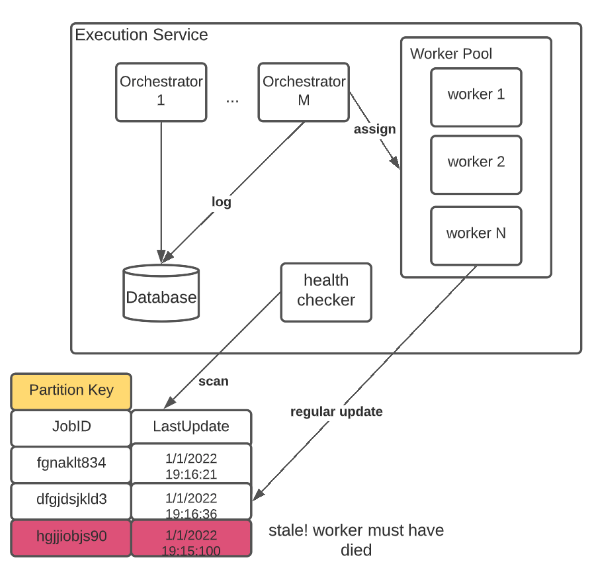 Execution Service
Worker Pool
Orchestrator
1
...
Orchestrator
M
worker 1
assign
worker 2
log
worker N
health
checker
Database
scan
Partition Key
regular update
JobID
LastUpdate
fgnaklt834
1/1/2022
19:16:21
dfgjdsjkld3
1/1/2022
19:16:36
hgjjiobjs90
1/1/2022
19:15:100
stale! worker must have
died